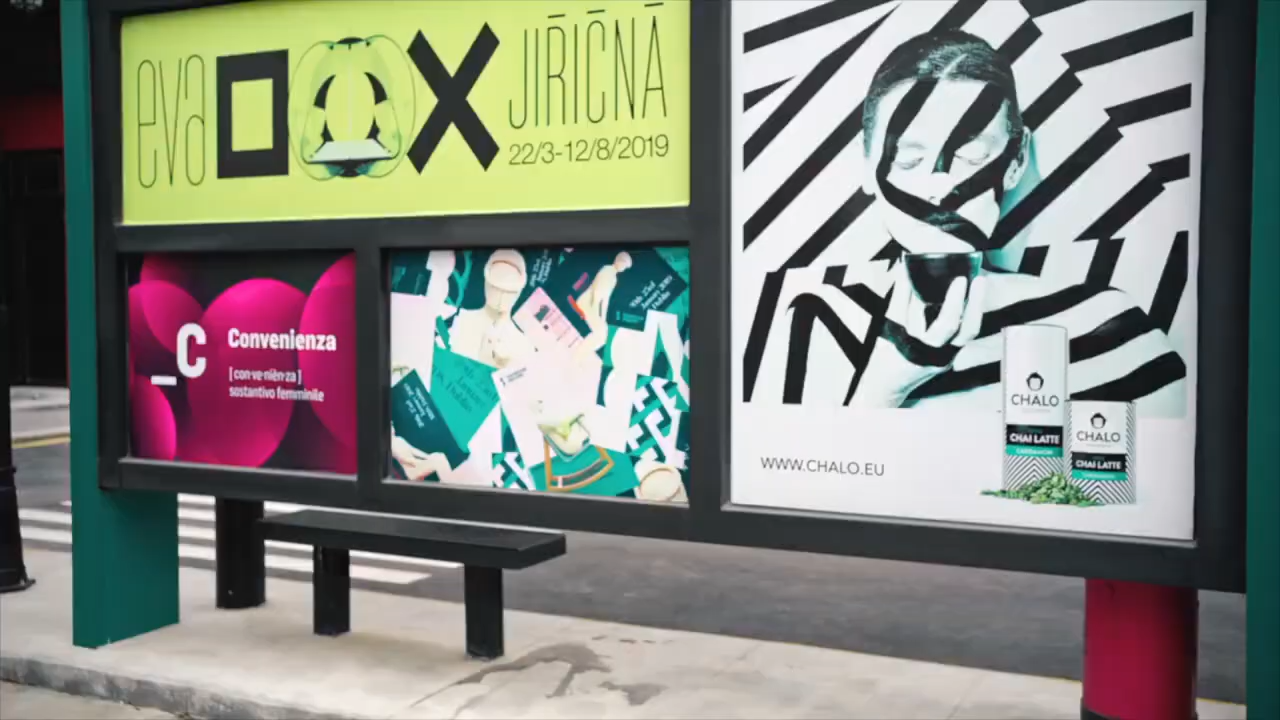 eva JIŘIČNÁ
22/3-12/8/2019
_C
Convenienza
[con·ve·nièn·za]
sostantivo femminile
WWW.CHALO.EU
CHALO
CHAI LATTE
CARDAMOM
CHALO
CHAI LATTE